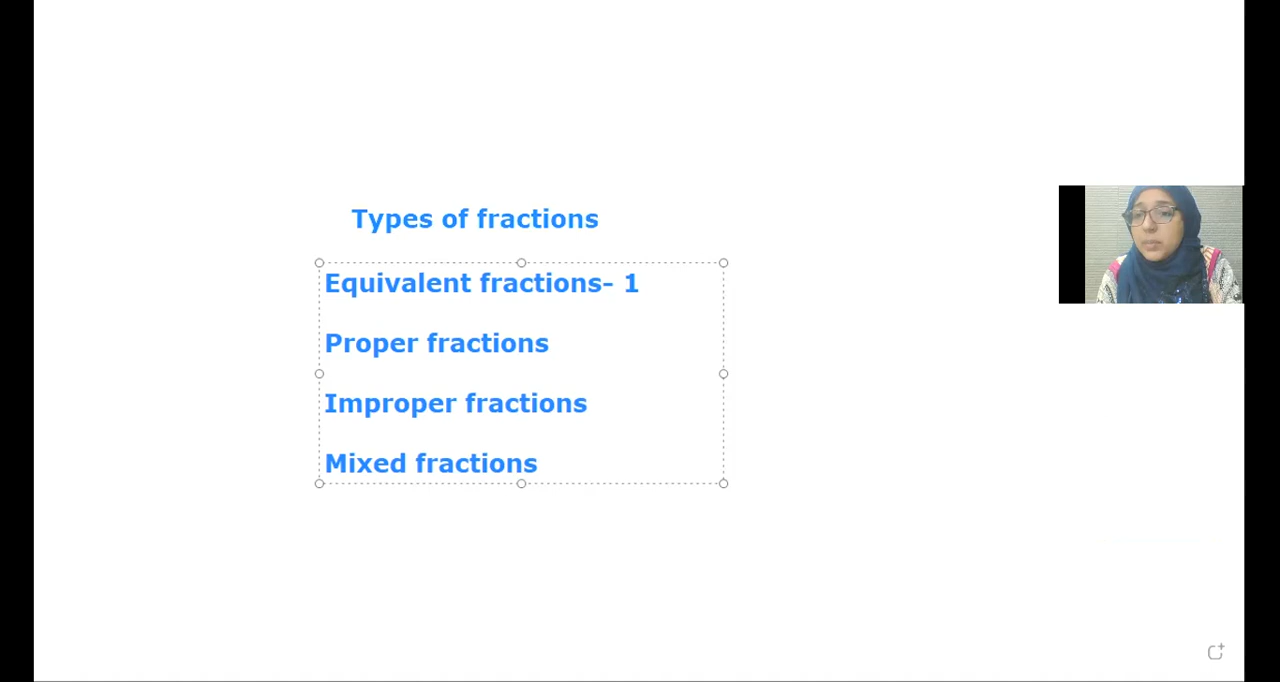 Types of fractions
Equivalent fractions- 1
Proper fractions
Improper fractions
Mixed fractions